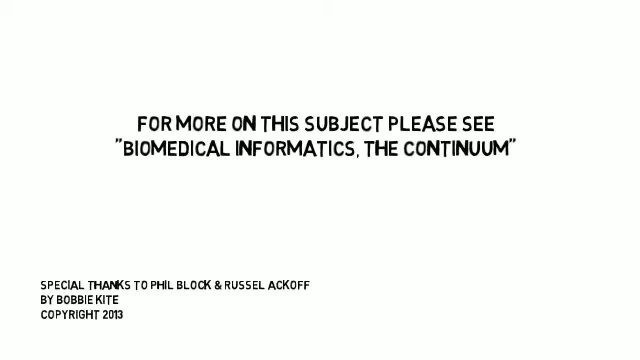 FOR MORE ON THIS SUBJECT PLEASE SEE
"BIOMEDICAL INFORMATICS, THE CONTINUUM"
SPECIAL THANKS TO PHIL BLOCK & RUSSEL ACKOFF
BY BOBBIE KITE
COPYRIGHT 2013